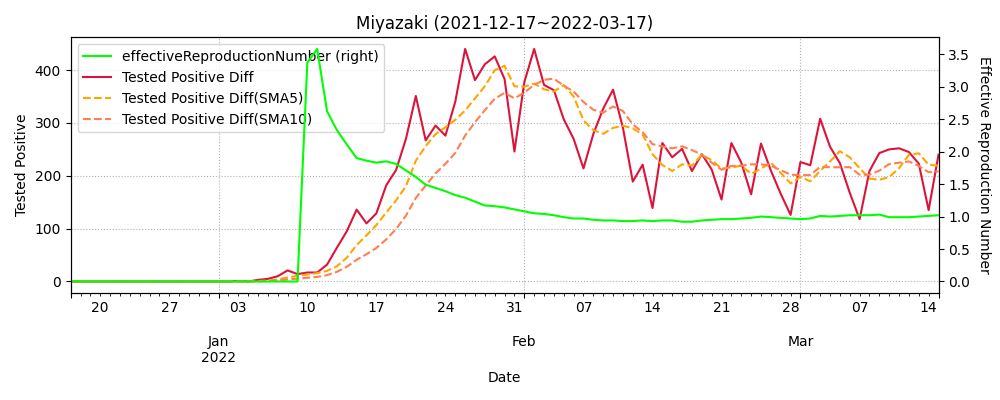 Miyazaki (2021-12-17~2022-03-17)
effectiveReproductionNumber (right)
Tested Positive Diff
Tested Positive Diff(SMA5)
Tested Positive Diff(SMA10)
Tested Positive
400
300
200
100
0
Effective Reproduction Number
3.5
3.0
2.5
2.0
1.5
1.0
0.5
0.0
20 27 03 10 17 24 31 07 14 21 28 07 14
Jan Feb Mar
2022
Date